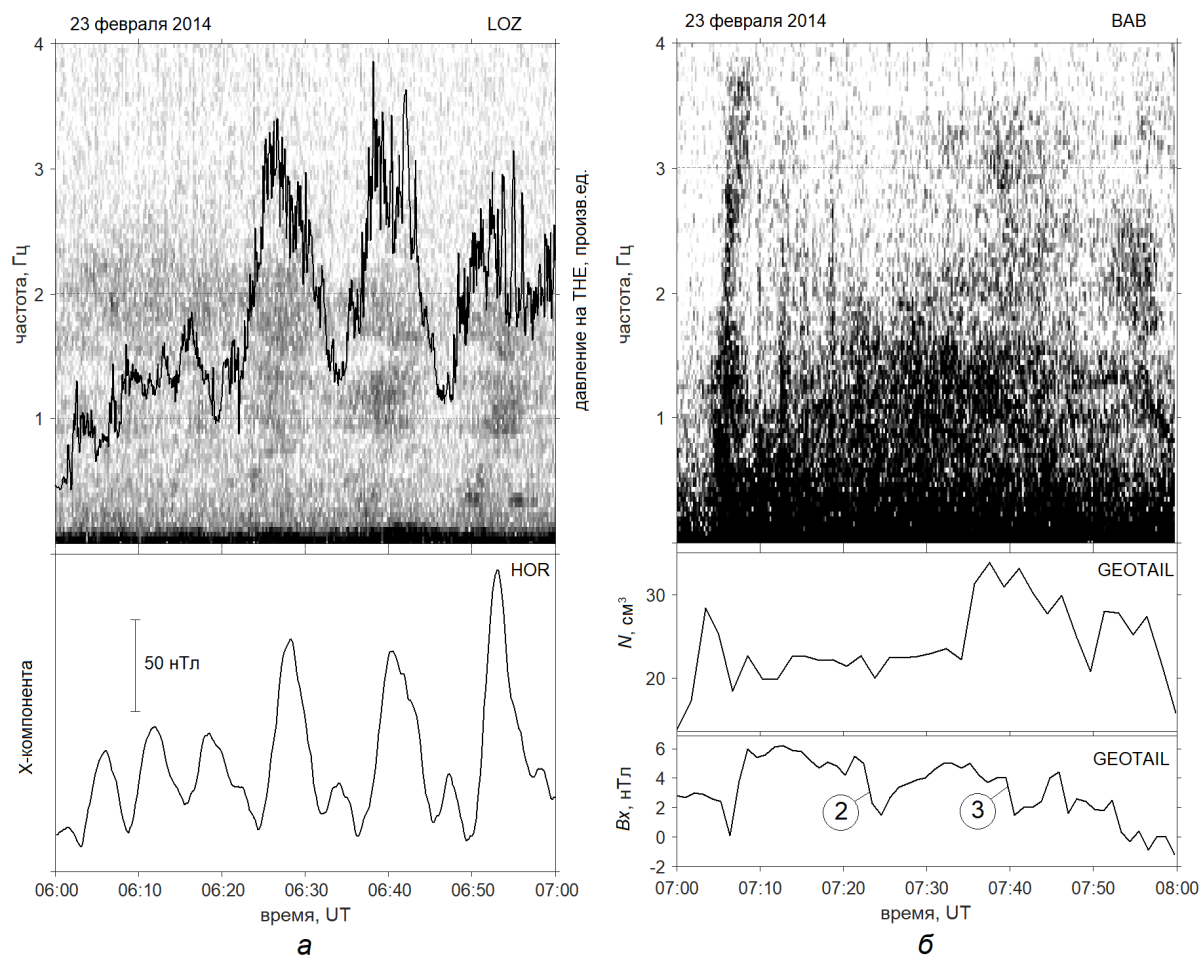 23 февраля 2014 LOZ
4
3
2
1
частота, Гц
давление на THE, произв.ед.
HOR
50 нТл
X-компонента
06:00 06:10 06:20 06:30 06:40 06:50 07:00
время, UT
а
23 февраля 2014 BAB
4
3
2
1
частота, Гц
GEOTAIL
30
20
N, см³
GEOTAIL
6
4
2
0
-2
Bx, нТл
2
3
07:00 07:10 07:20 07:30 07:40 07:50 08:00
время, UT
б